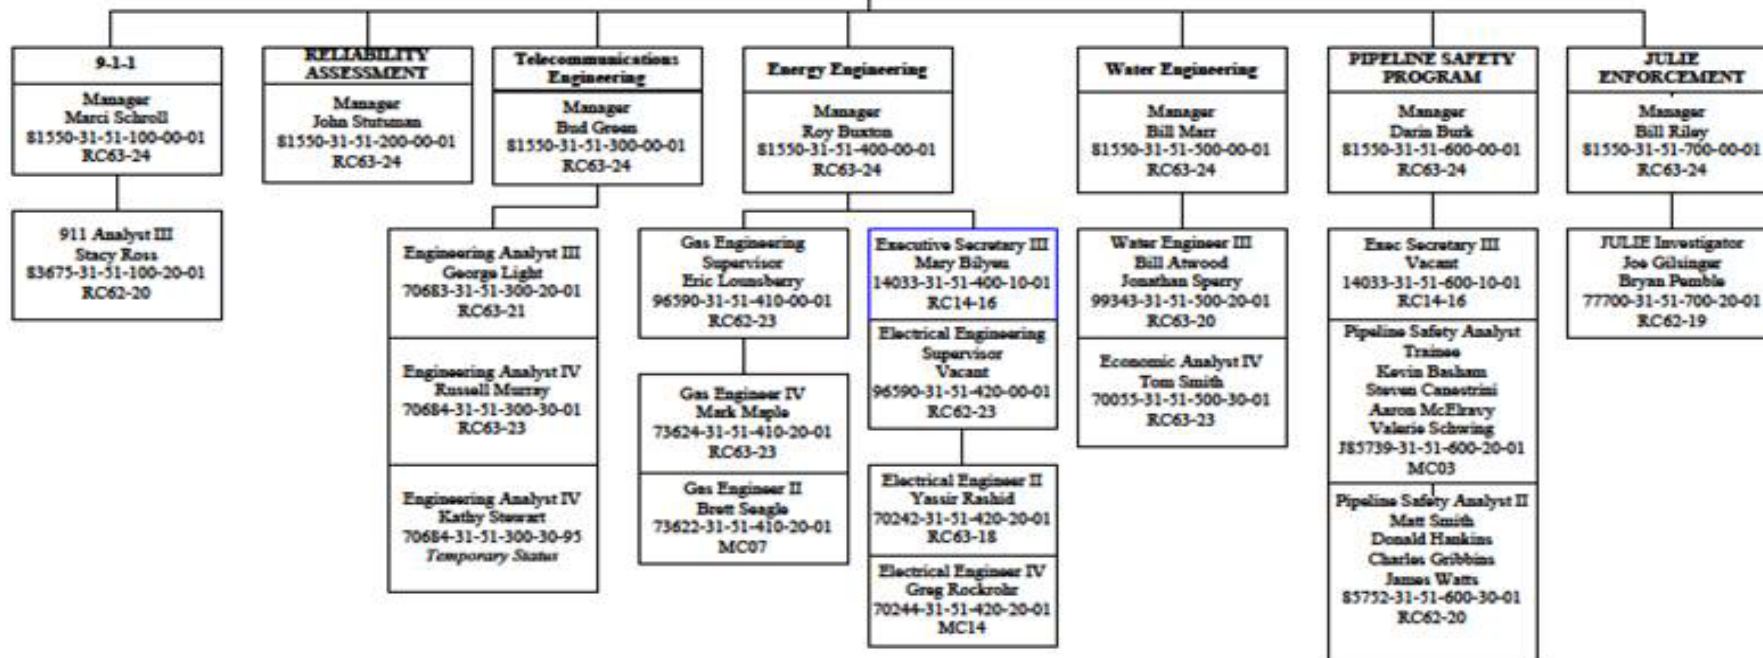 9-1-1
Manager
Marci Schroll
81550-31-51-100-00-01
RC63-24
911 Analyst III
Stacy Ross
83675-31-51-100-20-01
RC62-20
RELIABILITY
ASSESSMENT
Manager
John Stutsman
81550-31-51-200-00-01
RC63-24
Telecommunications
Engineering
Manager
Bud Green
81550-31-51-300-00-01
RC63-24
Engineering Analyst III
George Light
70683-31-51-300-20-01
RC63-21
Engineering Analyst IV
Russell Murray
70684-31-51-300-30-01
RC63-23
Engineering Analyst IV
Kathy Stewart
70684-31-51-300-30-95
Temporary Status
Energy Engineering
Manager
Roy Buxton
81550-31-51-400-00-01
RC63-24
Gas Engineering
Supervisor
Eric Lounsberry
96590-31-51-410-00-01
RC62-23
Gas Engineer IV
Mark Maple
73624-31-51-410-20-01
RC63-23
Gas Engineer II
Brett Seagle
73622-31-51-410-20-01
MC07
Executive Secretary III
Mary Bilyeu
14033-31-51-400-10-01
RC14-16
Electrical Engineering
Supervisor
Vacant
96590-31-51-420-00-01
RC62-23
Electrical Engineer II
Yassir Rashid
70242-31-51-420-20-01
RC63-18
Electrical Engineer IV
Greg Rockrohr
70244-31-51-420-20-01
MC14
Water Engineering
Manager
Bill Marr
81550-31-51-500-00-01
RC63-24
Water Engineer III
Bill Atwood
Jonathan Sperry
99343-31-51-500-20-01
RC63-20
Economic Analyst IV
Tom Smith
70055-31-51-500-30-01
RC63-23
PIPELINE SAFETY
PROGRAM
Manager
Darin Burk
81550-31-51-600-00-01
RC63-24
Exec Secretary III
Vacant
14033-31-51-600-10-01
RC14-16
Pipeline Safety Analyst
Trainee
Kevin Basham
Steven Canestrini
Aaron McElravy
Valerie Schwing
J85739-31-51-600-20-01
MC03
Pipeline Safety Analyst II
Matt Smith
Donald Hankins
Charles Gribbins
James Watts
85752-31-51-600-30-01
RC62-20
JULIE
ENFORCEMENT
Manager
Bill Riley
81550-31-51-700-00-01
RC63-24
JULIE Investigator
Joe Gilsinger
Bryan Pemble
77700-31-51-700-20-01
RC62-19